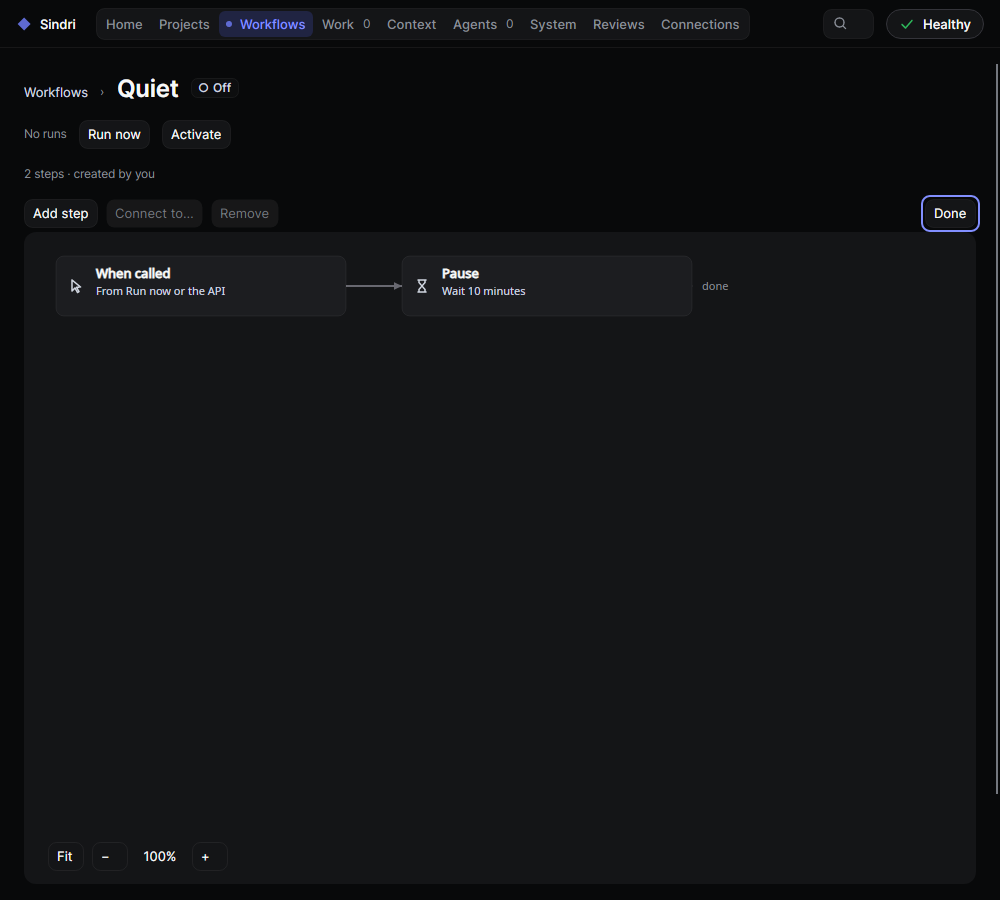 Sindri Home Projects Workflows Work 0 Context Agents 0 System Reviews Connections Healthy
Workflows › Quiet Off
No runs Run now Activate
2 steps · created by you
Add step Connect to... Remove Done
When called
From Run now or the API
Pause
Wait 10 minutes
done
Fit − 100% +